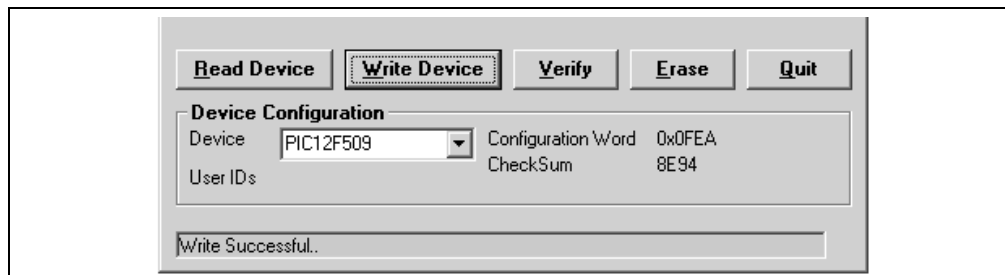 Read Device Write Device Verify Erase Quit
Device Configuration
Device PIC12F509 Configuration Word 0x0FEA
CheckSum 8E94
User IDs
Write Successful..